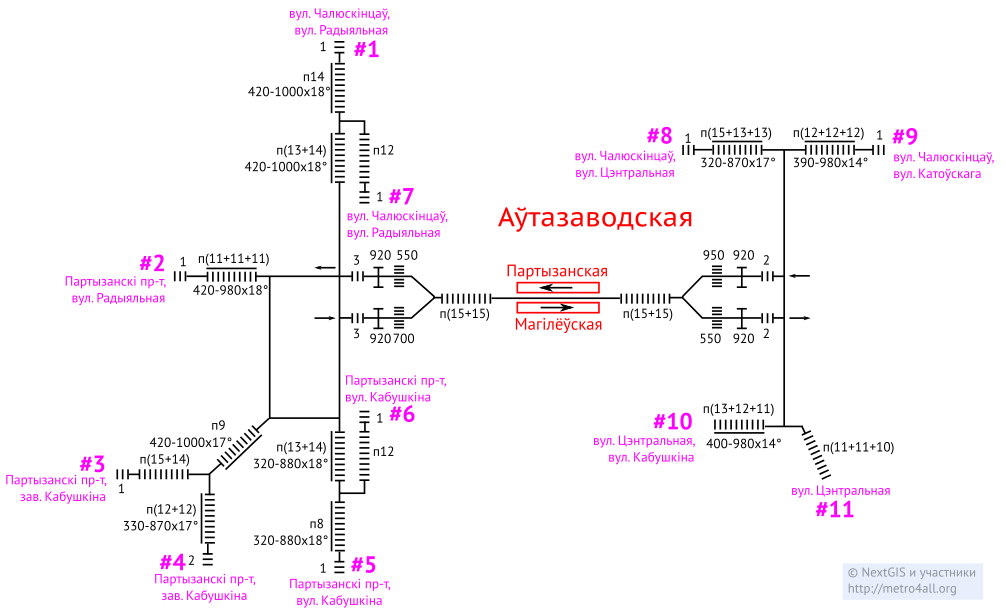 вул. Чалюскінцаў,
вул. Радыяльная
1
#1
п14
420-1000x18°
п(13+14)
420-1000x18°
п12
1
#7
вул. Чалюскінцаў,
вул. Радыяльная
#2
1
п(11+11+11)
Партызанскі пр-т,
вул. Радыяльная
420-980x18°
3
920
550
3
920
700
п(15+15)
Аўтазаводская
Партызанская
Магілёўская
п(15+15)
950
920
2
550
920
2
#8
1
п(15+13+13)
вул. Чалюскінцаў,
вул. Цэнтральная
320-870x17°
п(12+12+12)
1
#9
390-980x14°
вул. Чалюскінцаў,
вул. Катоўскага
Партызанскі пр-т,
вул. Кабушкіна
1
#6
п9
420-1000x17°
п(13+14)
320-880x18°
п12
#3
п(15+14)
Партызанскі пр-т,
зав. Кабушкіна
1
п(12+12)
330-870x17°
#4
2
Партызанскі пр-т,
зав. Кабушкіна
п8
320-880x18°
1
#5
Партызанскі пр-т,
вул. Кабушкіна
#10
п(13+12+11)
вул. Цэнтральная,
вул. Кабушкіна
400-980x14°
п(11+11+10)
вул. Цэнтральная
#11
© NextGIS и участники
http://metro4all.org